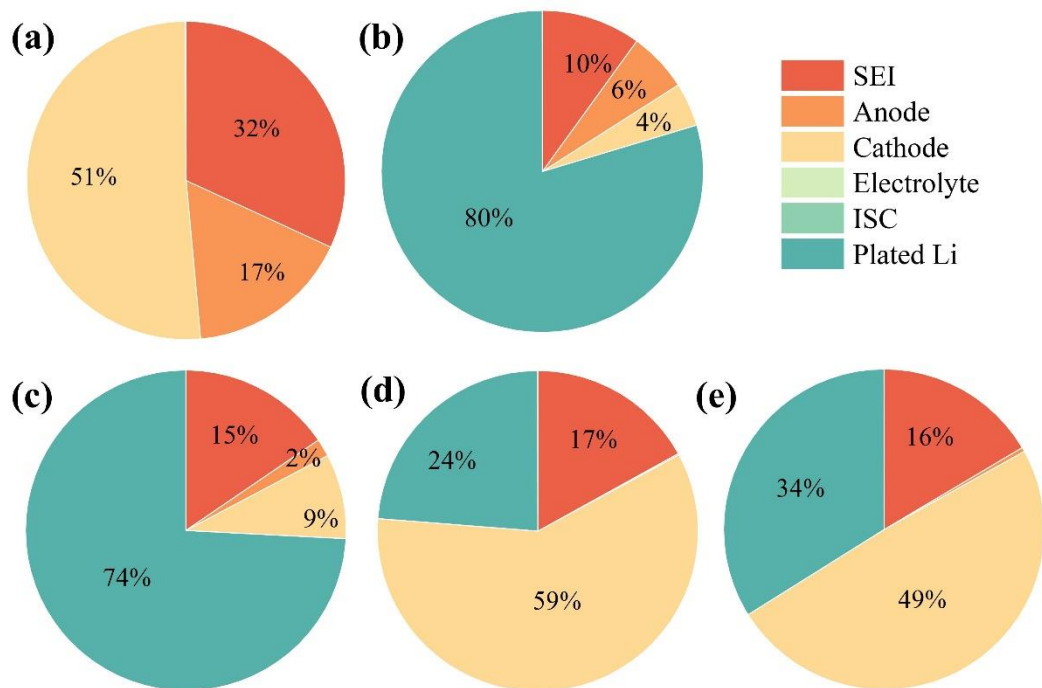 (a)
32%
51%
17%
(b)
10%
6%
4%
80%
SEI
Anode
Cathode
Electrolyte
ISC
Plated Li
(c)
15%
2%
9%
74%
(d)
17%
24%
59%
(e)
16%
34%
49%